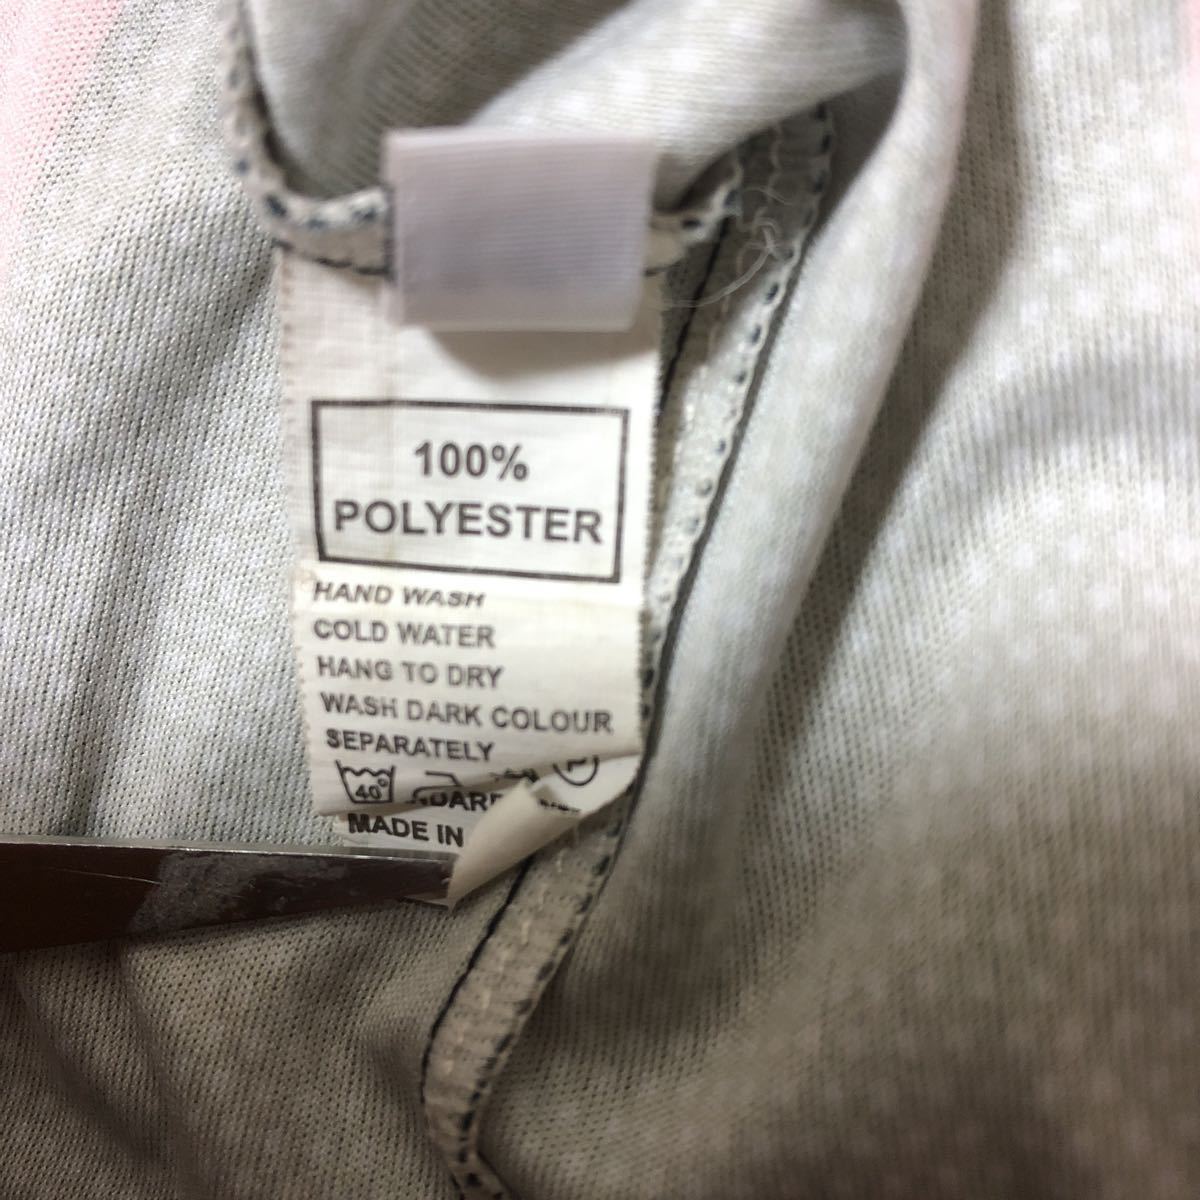 100%
POLYESTER
HAND WASH
COLD WATER
HANG TO DRY
WASH DARK COLOUR
SEPARATELY
40° P
MADE IN